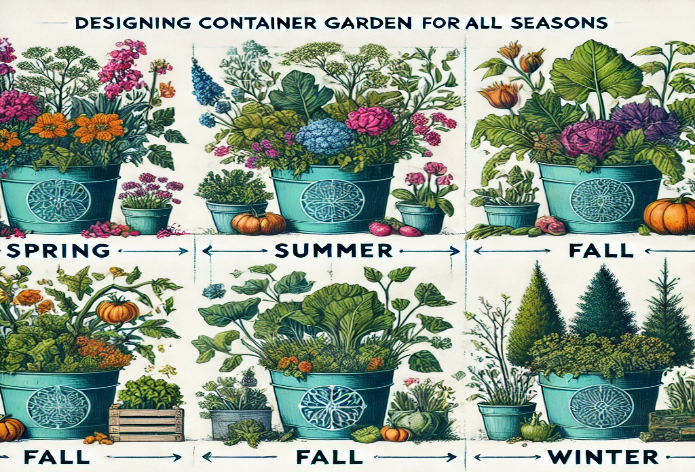 DESIGNING CONTAINER GARDEN FOR ALL SEASONS
SPRING
SUMMER
FALL
FALL
FALL
WINTER